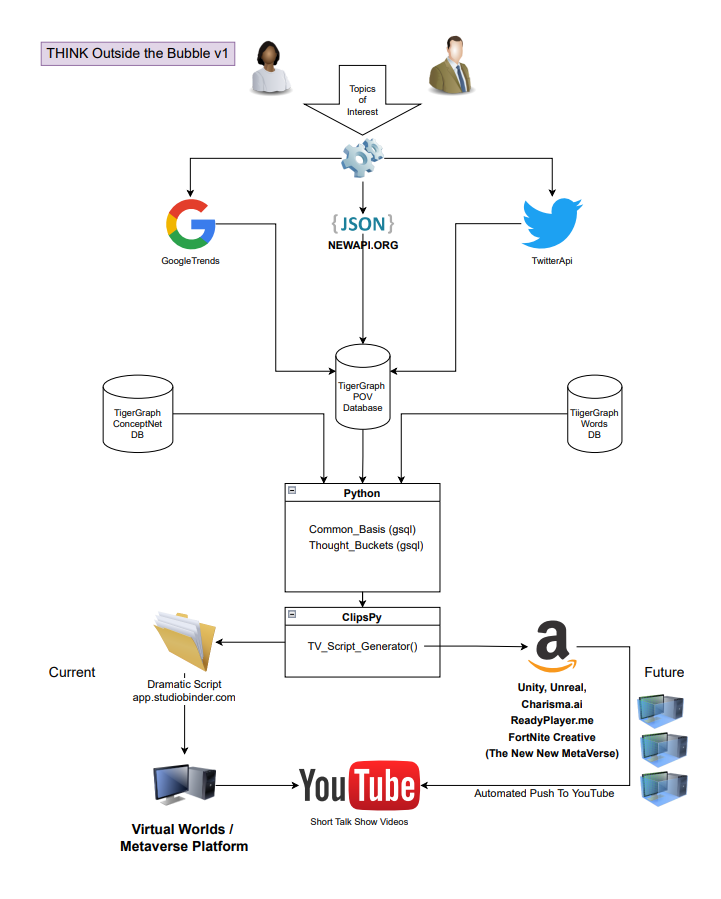 THINK Outside the Bubble v1
Topics
of
Interest
{JSON}
NEWAPI.ORG
GoogleTrends
TwitterApi
TigerGraph
POV
Database
TigerGraph
ConceptNet
DB
TiigerGraph
Words
DB
Python
Common_Basis (gsql)
Thought_Buckets (gsql)
ClipsPy
TV_Script_Generator()
Current
Dramatic Script
app.studiobinder.com
a
Future
Unity, Unreal,
Charisma.ai
ReadyPlayer.me
FortNite Creative
(The New New MetaVerse)
YouTube
Automated Push To YouTube
Short Talk Show Videos
Virtual Worlds /
Metaverse Platform